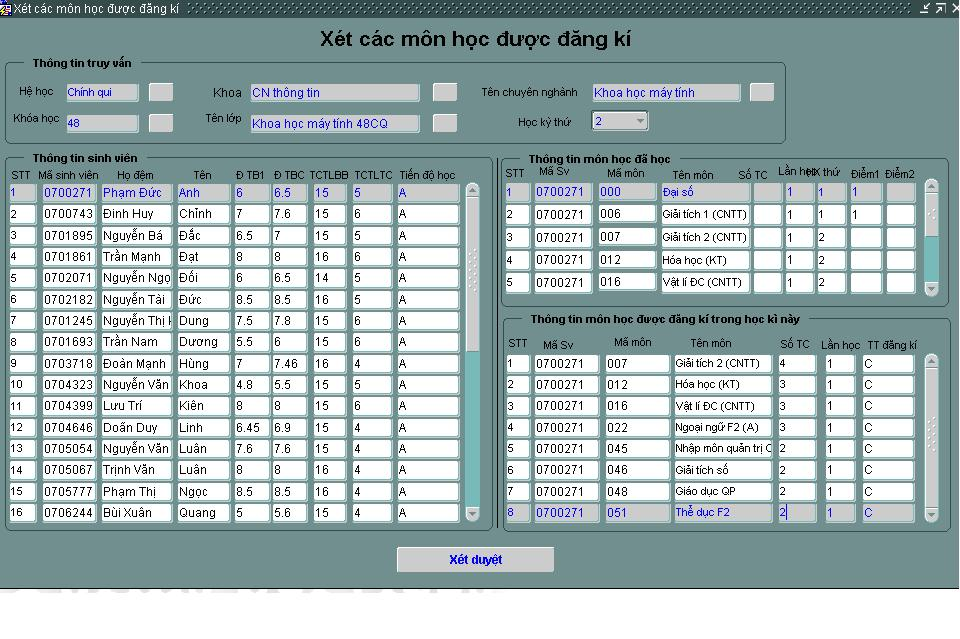 Xét các môn học được đăng kí
Xét các môn học được đăng kí
Thông tin truy vấn
Hệ học Chính qui Khoa CN thông tin Tên chuyên nghành Khoa học máy tính
Khóa học 48 Tên lớp Khoa học máy tính 48CQ Học kỳ thứ 2
Thông tin sinh viên
STT Mã sinh viên Họ đệm Tên Đ TB1 Đ TBC TCTLBB TCTLTC Tiến độ học
1 0700271 Phạm Đức Anh 6 6.5 15 5 A
2 0700743 Đinh Huy Chỉnh 7 7.6 15 6 A
3 0701895 Nguyễn Bá Đắc 6.5 7 15 5 A
4 0701861 Trần Mạnh Đạt 8 8 16 6 A
5 0702071 Nguyễn Ngọ Đối 6 6.5 14 5 A
6 0702182 Nguyễn Tài Đức 8.5 8.5 16 5 A
7 0701245 Nguyễn Thị Dung 7.5 7.8 15 6 A
8 0701693 Trần Nam Dương 5.5 6 15 6 A
9 0703718 Đoàn Mạnh Hùng 7 7.46 16 4 A
10 0704323 Nguyễn Văn Khoa 4.8 5.5 15 5 A
11 0704399 Lưu Trí Kiên 8 8 15 6 A
12 0704646 Doãn Duy Linh 6.45 6.9 15 4 A
13 0705054 Nguyễn Văn Luân 7.6 7.6 15 4 A
14 0705067 Trịnh Văn Luân 8 8 16 4 A
15 0705777 Phạm Thị Ngọc 8.5 8.5 16 4 A
16 0706244 Bùi Xuân Quang 5 5.6 15 4 A
Thông tin môn học đã học
STT Mã Sv Mã môn Tên môn Số TC Lần học thứ Điểm1 Điểm2
1 0700271 000 Đại số 1 1 1
2 0700271 006 Giải tích 1 (CNTT) 1 1 1
3 0700271 007 Giải tích 2 (CNTT) 1 2
4 0700271 012 Hóa học (KT) 1 2
5 0700271 016 Vật lí ĐC (CNTT) 1 2
Thông tin môn học được đăng kí trong học kì này
STT Mã Sv Mã môn Tên môn Số TC Lần học TT đăng kí
1 0700271 007 Giải tích 2 (CNTT) 4 1 C
2 0700271 012 Hóa học (KT) 3 1 C
3 0700271 016 Vật lí ĐC (CNTT) 3 1 C
4 0700271 022 Ngoại ngữ F2 (A) 3 1 C
5 0700271 045 Nhập môn quản trị C 2 1 C
6 0700271 046 Giải tích số 2 1 C
7 0700271 048 Giáo dục QP 2 1 C
8 0700271 051 Thể dục F2 2 1 C
Xét duyệt